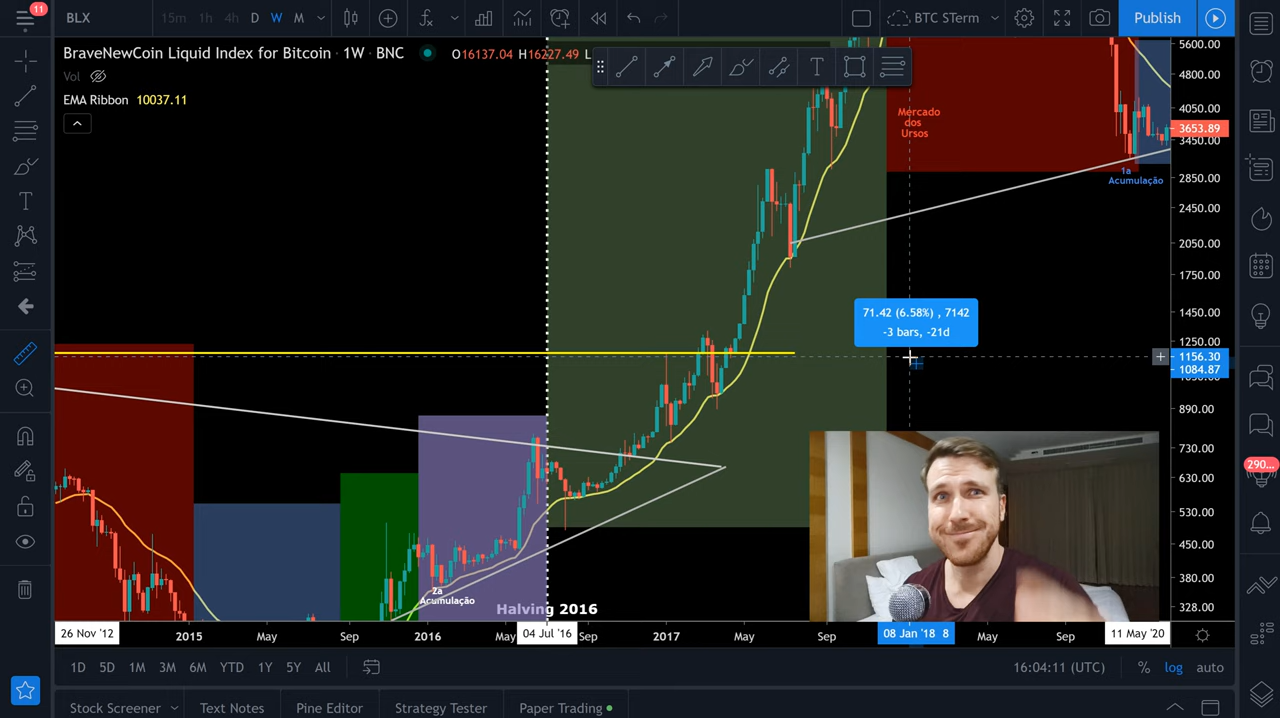 11
BLX
15m 1h 4h D W M
BTC STerm
Publish
BraveNewCoin Liquid Index for Bitcoin · 1W · BNC
O16137.04 H16227.49 L
Vol
EMA Ribbon 10037.11
5600.00
4800.00
4050.00
3653.89
3450.00
2850.00
2450.00
2050.00
1750.00
1450.00
1250.00
1156.30
1084.87
890.00
730.00
630.00
530.00
450.00
380.00
328.00
Mercado
dos
Ursos
1a
Acumulação
71.42 (6.58%) , 7142
-3 bars, -21d
2a
Acumulação
Halving 2016
290...
26 Nov '12 2015 May Sep 2016 May 04 Jul '16 Sep 2017 May Sep 08 Jan '18 8 May Sep 11 May '20
1D 5D 1M 3M 6M YTD 1Y 5Y All
16:04:11 (UTC) % log auto
Stock Screener Text Notes Pine Editor Strategy Tester Paper Trading